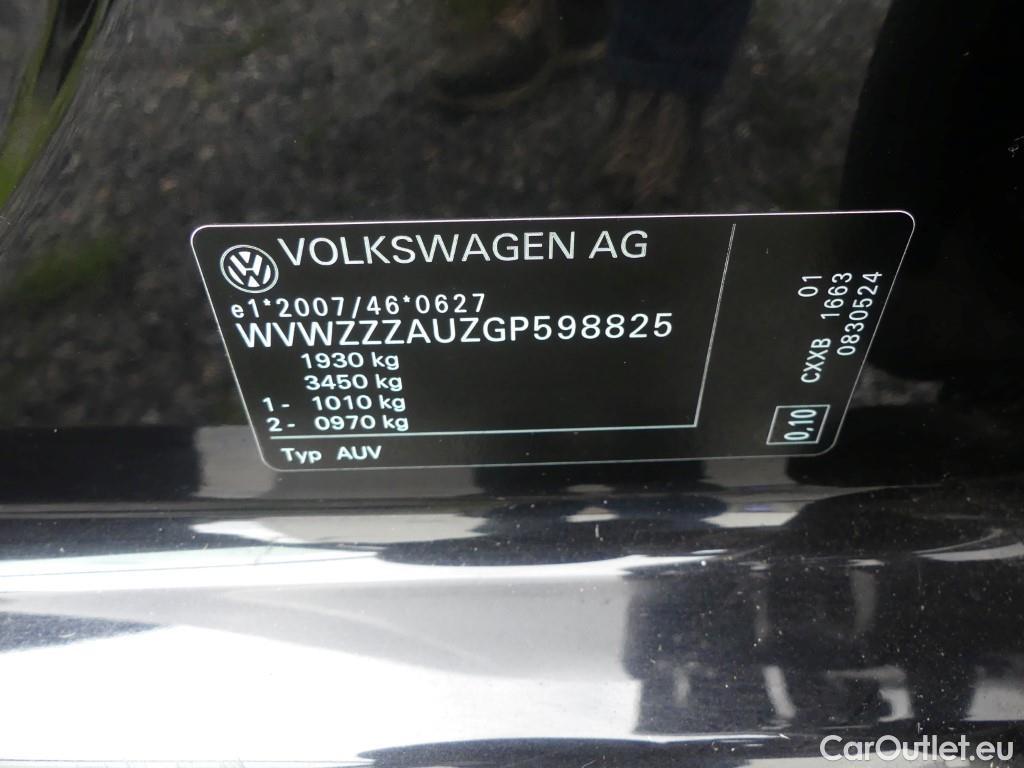 VOLKSWAGEN AG
e1*2007/46*0627
WVWZZZAUZGP598825
1930 kg
3450 kg
1- 1010 kg
2- 0970 kg
Typ AUV
01
CXXB 1663
0830524
0,10
CarOutlet.eu